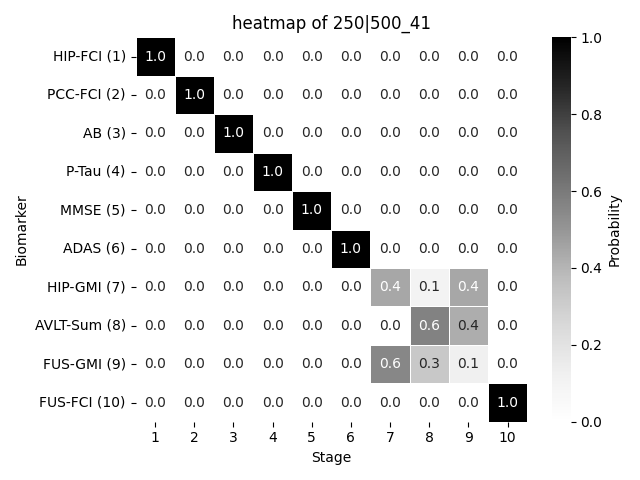 heatmap of 250|500_41
HIP-FCI (1) 1.0 0.0 0.0 0.0 0.0 0.0 0.0 0.0 0.0 0.0
PCC-FCI (2) 0.0 1.0 0.0 0.0 0.0 0.0 0.0 0.0 0.0 0.0
AB (3) 0.0 0.0 1.0 0.0 0.0 0.0 0.0 0.0 0.0 0.0
P-Tau (4) 0.0 0.0 0.0 1.0 0.0 0.0 0.0 0.0 0.0 0.0
MMSE (5) 0.0 0.0 0.0 0.0 1.0 0.0 0.0 0.0 0.0 0.0
ADAS (6) 0.0 0.0 0.0 0.0 0.0 1.0 0.0 0.0 0.0 0.0
HIP-GMI (7) 0.0 0.0 0.0 0.0 0.0 0.0 0.4 0.1 0.4 0.0
AVLT-Sum (8) 0.0 0.0 0.0 0.0 0.0 0.0 0.0 0.6 0.4 0.0
FUS-GMI (9) 0.0 0.0 0.0 0.0 0.0 0.0 0.6 0.3 0.1 0.0
FUS-FCI (10) 0.0 0.0 0.0 0.0 0.0 0.0 0.0 0.0 0.0 1.0
1 2 3 4 5 6 7 8 9 10
Stage
Biomarker
1.0
0.8
0.6
0.4
0.2
0.0
Probability